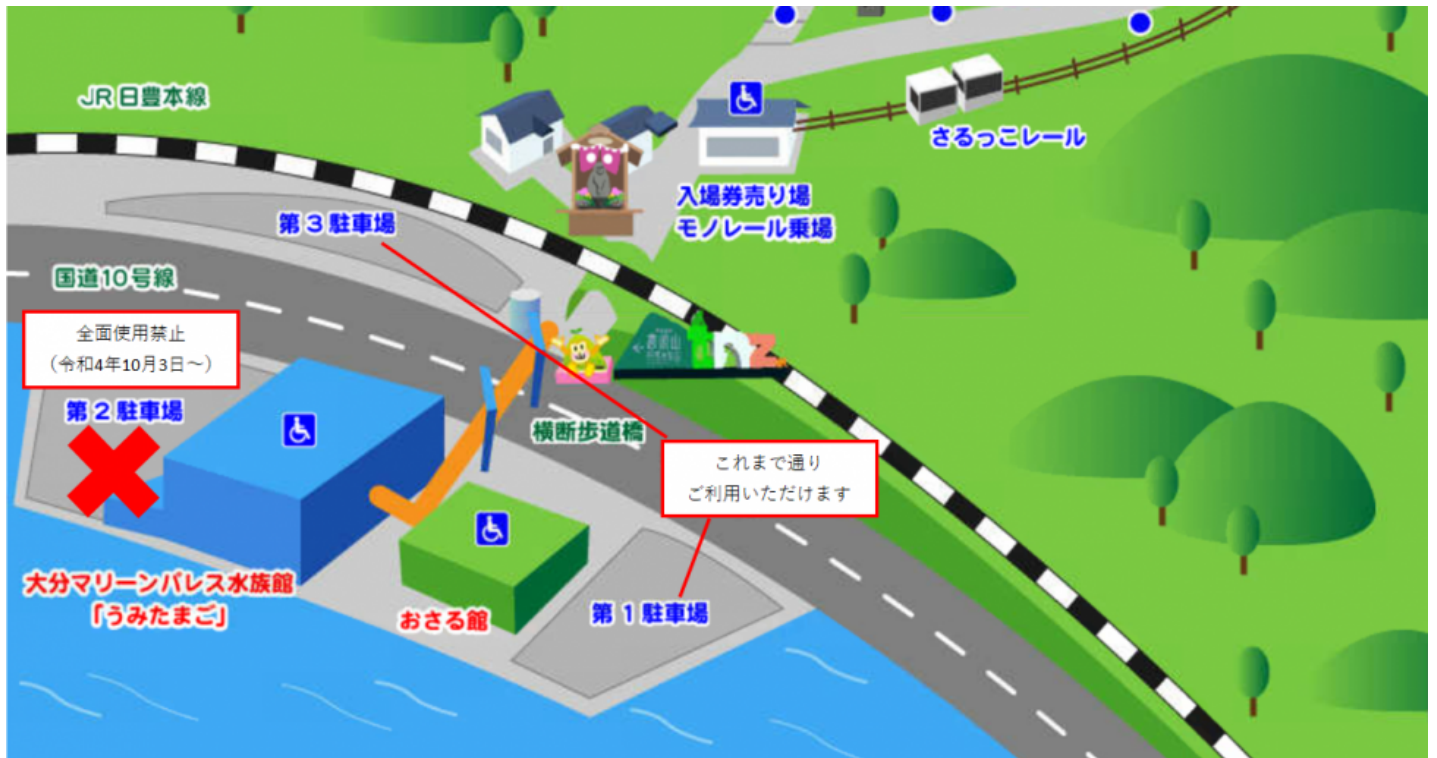 JR日豊本線
さるっこレール
入場券売り場
モノレール乗場
第3駐車場
国道10号線
全面使用禁止
（令和4年10月3日～）
第2駐車場
横断歩道橋
これまで通り
ご利用いただけます
大分マリーンパレス水族館
「うみたまご」
おさる館
第1駐車場